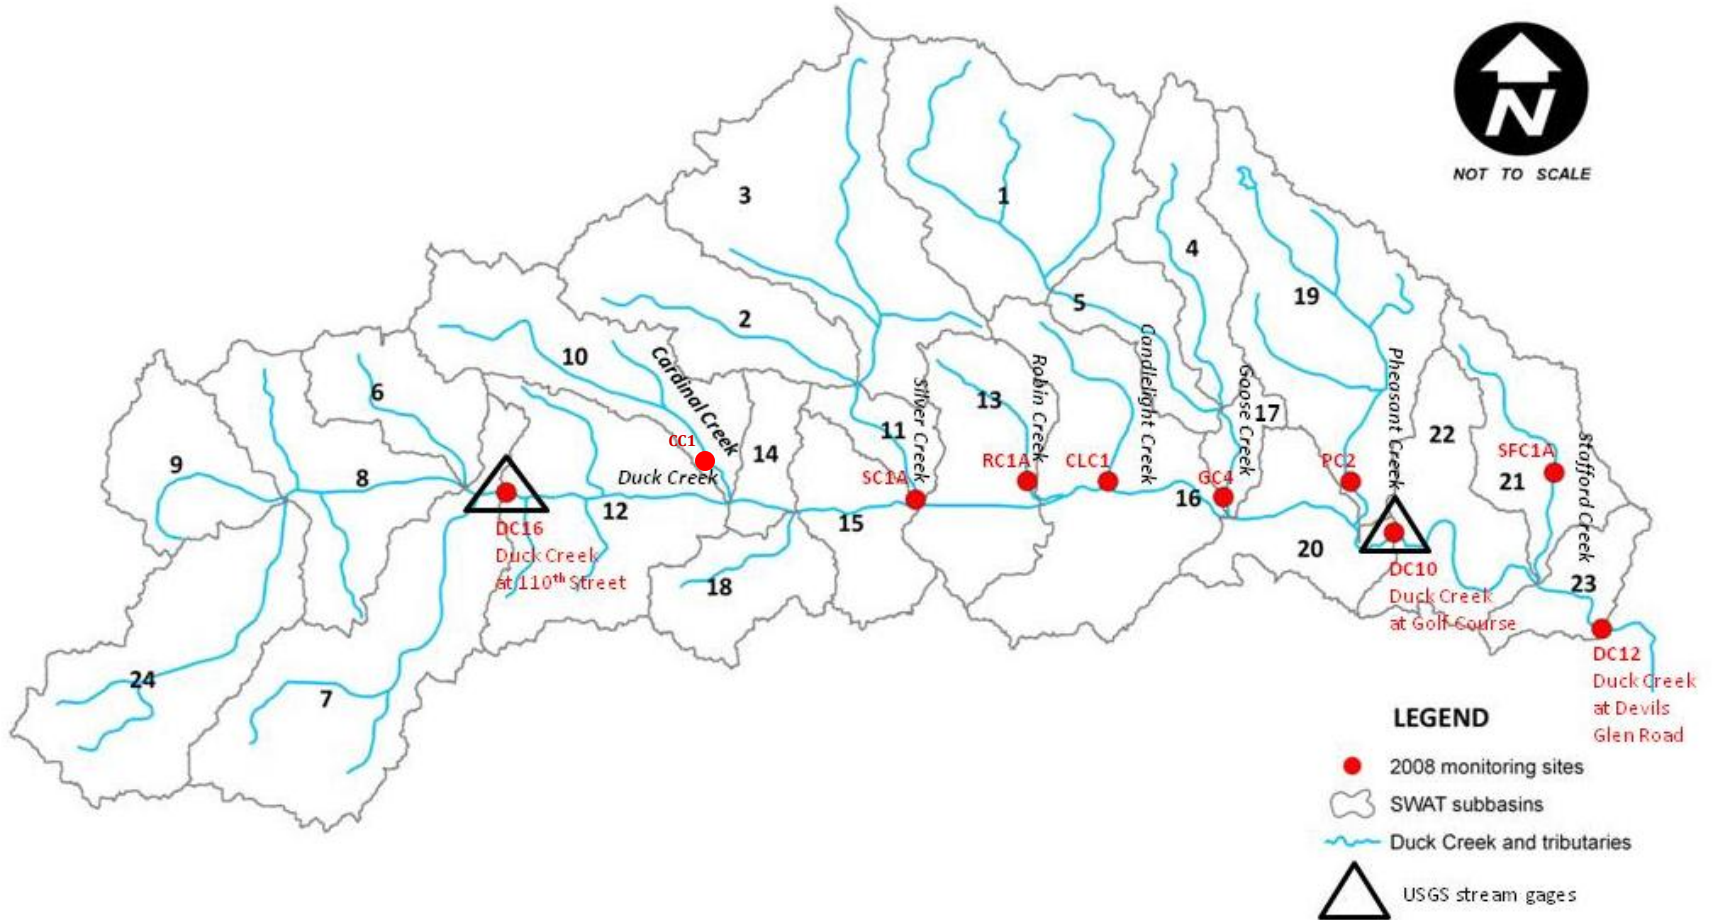 N
NOT TO SCALE
3
1
4
2
5
19
10
6
Cardinal Creek
CC1
13
Robin Creek
Candlelight Creek
Goose Creek
17
Pheasant Creek
22
11
Silver Creek
14
9
8
Duck Creek
SC1A
RC1A
CLC1
GC4
16
PC2
SFC1A
21
Stafford Creek
12
15
DC16
Duck Creek
at 110th Street
18
20
DC10
Duck Creek
at Golf Course
23
24
7
DC12
Duck Creek
at Devils
Glen Road
LEGEND
2008 monitoring sites
SWAT subbasins
Duck Creek and tributaries
USGS stream gages